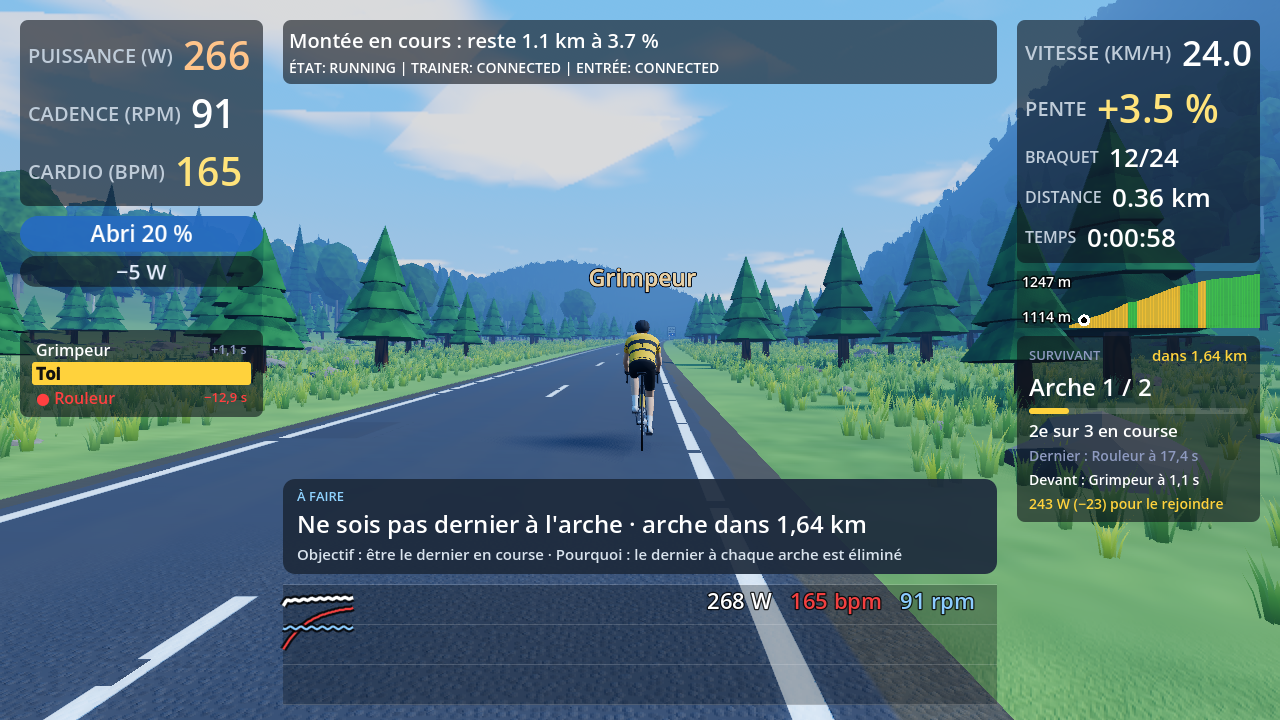 PUISSANCE (W) 266
CADENCE (RPM) 91
CARDIO (BPM) 165
Abri 20 %
−5 W
Grimpeur +1,1 s
Toi
Rouleur −12,9 s
Montée en cours : reste 1.1 km à 3.7 %
ÉTAT: RUNNING | TRAINER: CONNECTED | ENTRÉE: CONNECTED
Grimpeur
VITESSE (KM/H) 24.0
PENTE +3.5 %
BRAQUET 12/24
DISTANCE 0.36 km
TEMPS 0:00:58
1247 m
1114 m
SURVIVANT dans 1,64 km
Arche 1 / 2
2e sur 3 en course
Dernier : Rouleur à 17,4 s
Devant : Grimpeur à 1,1 s
243 W (−23) pour le rejoindre
À FAIRE
Ne sois pas dernier à l'arche · arche dans 1,64 km
Objectif : être le dernier en course · Pourquoi : le dernier à chaque arche est éliminé
268 W 165 bpm 91 rpm